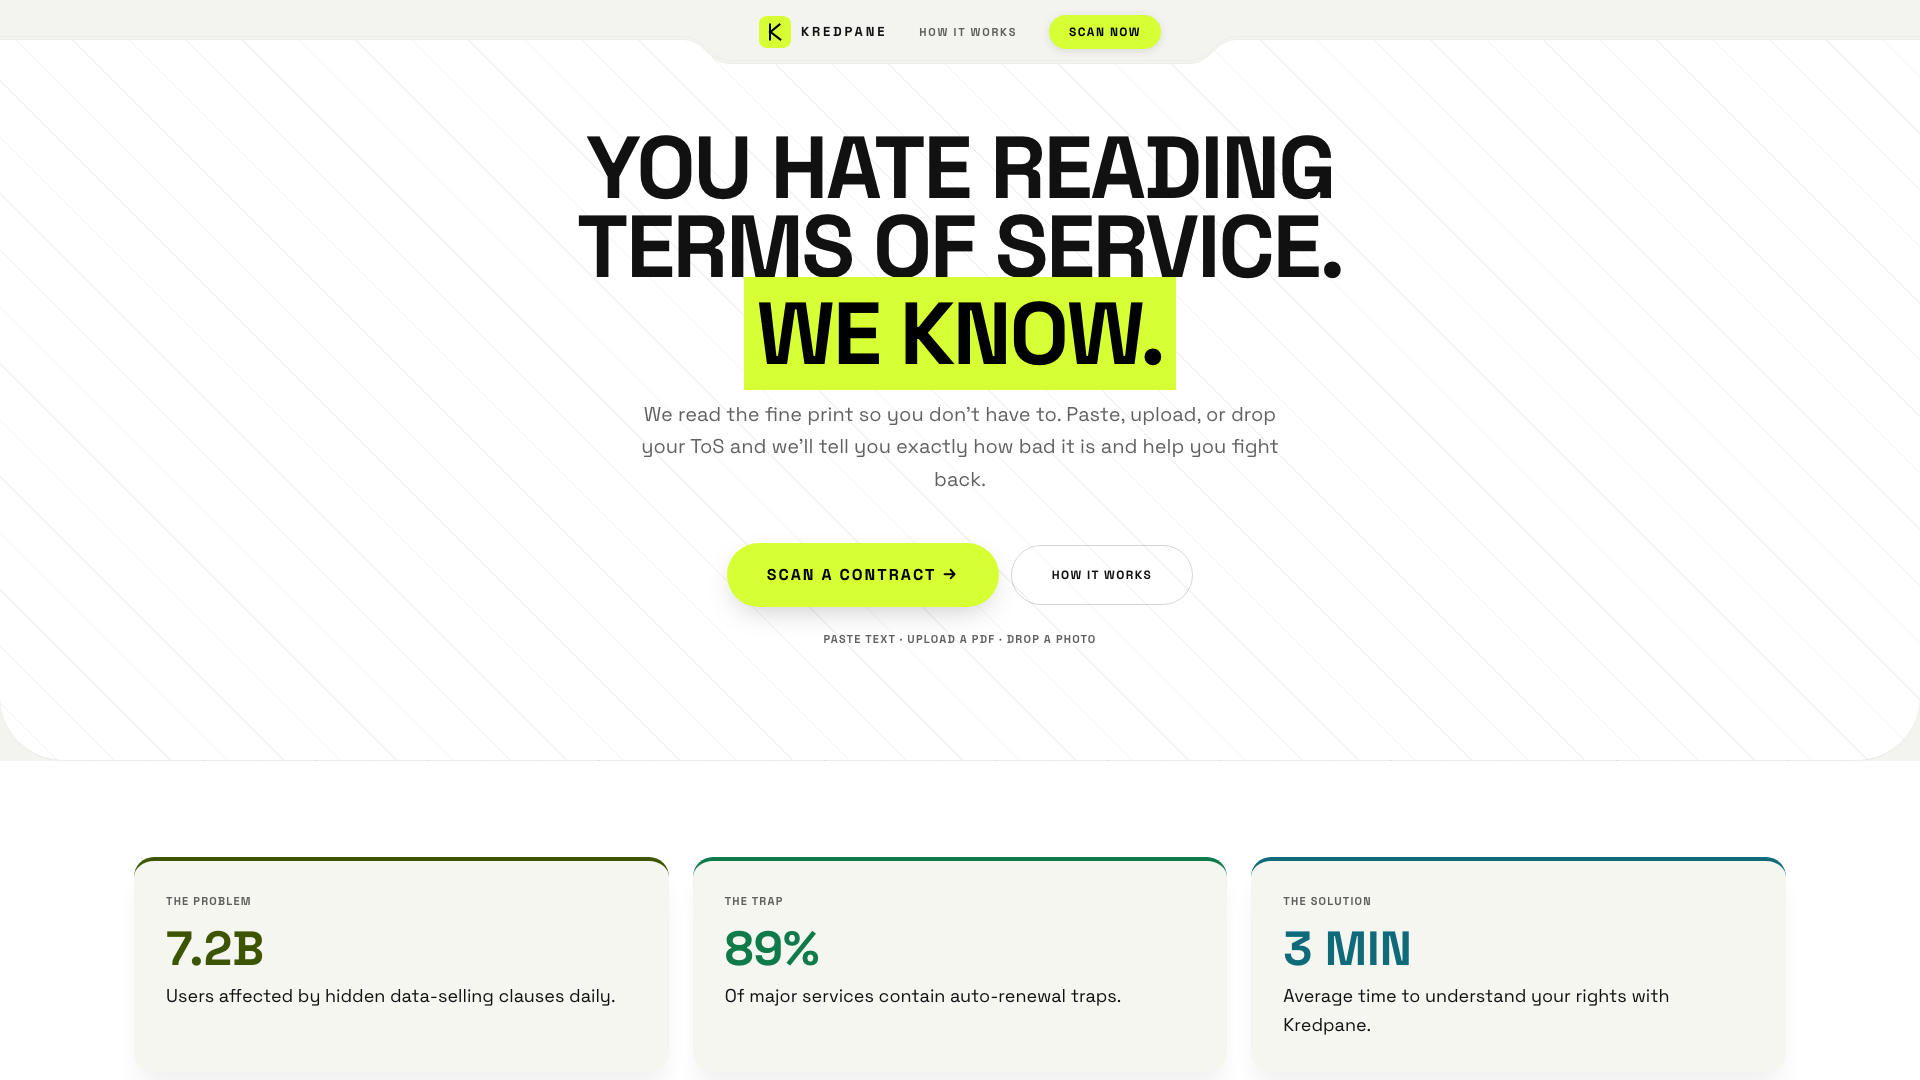 KREDPANE
HOW IT WORKS
SCAN NOW
YOU HATE READING
TERMS OF SERVICE.
WE KNOW.
We read the fine print so you don't have to. Paste, upload, or drop
your ToS and we'll tell you exactly how bad it is and help you fight
back.
SCAN A CONTRACT →
HOW IT WORKS
PASTE TEXT · UPLOAD A PDF · DROP A PHOTO
THE PROBLEM
7.2B
Users affected by hidden data-selling clauses daily.
THE TRAP
89%
Of major services contain auto-renewal traps.
THE SOLUTION
3 MIN
Average time to understand your rights with
Kredpane.